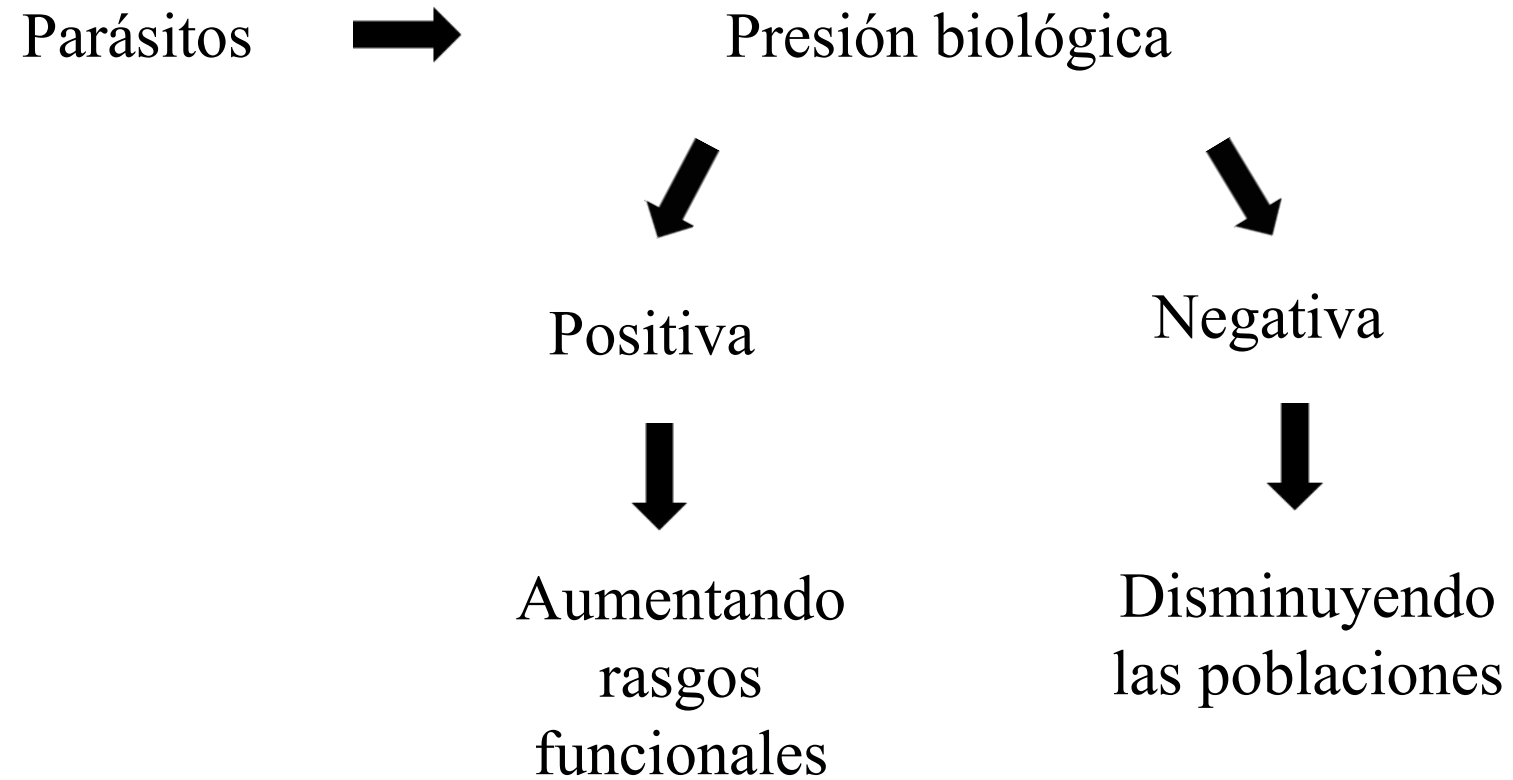 Parásitos
Presión biológica
Positiva
Negativa
Aumentando
rasgos
funcionales
Disminuyendo
las poblaciones